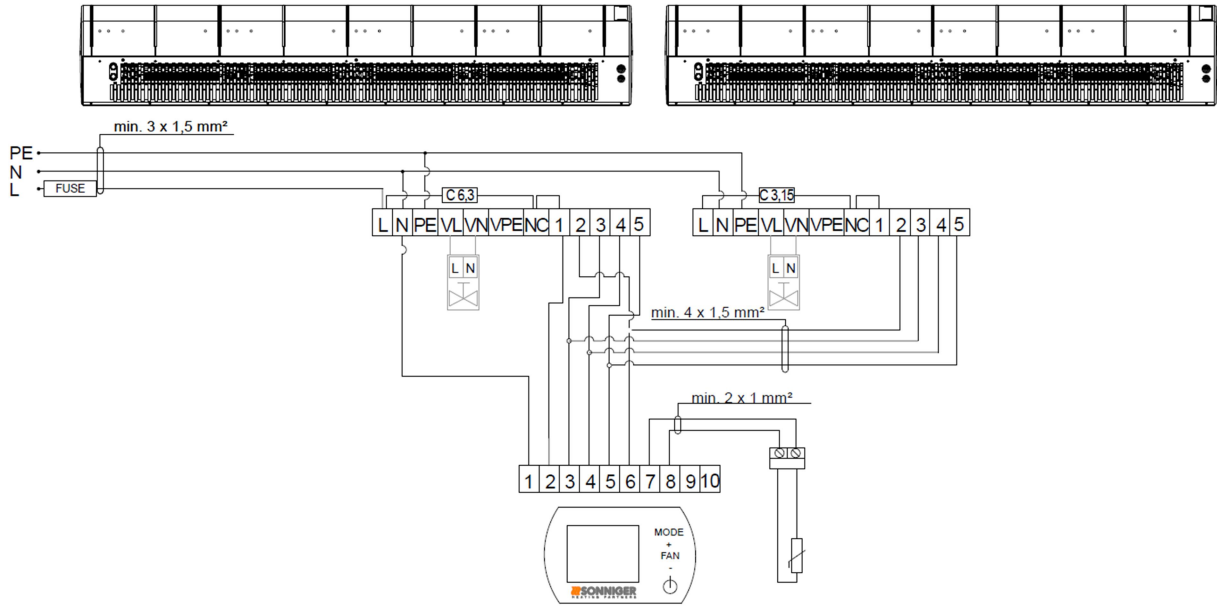 min. 3 x 1,5 mm²
PE
N
L
FUSE
C 6,3
C 3,15
L N PE VL VN VPE NC 1 2 3 4 5
L N PE VL VN VPE NC 1 2 3 4 5
L N
L N
min. 4 x 1,5 mm²
min. 2 x 1 mm²
1 2 3 4 5 6 7 8 9 10
MODE
+
FAN
-
SONNIGER
HEATING PARTNERS